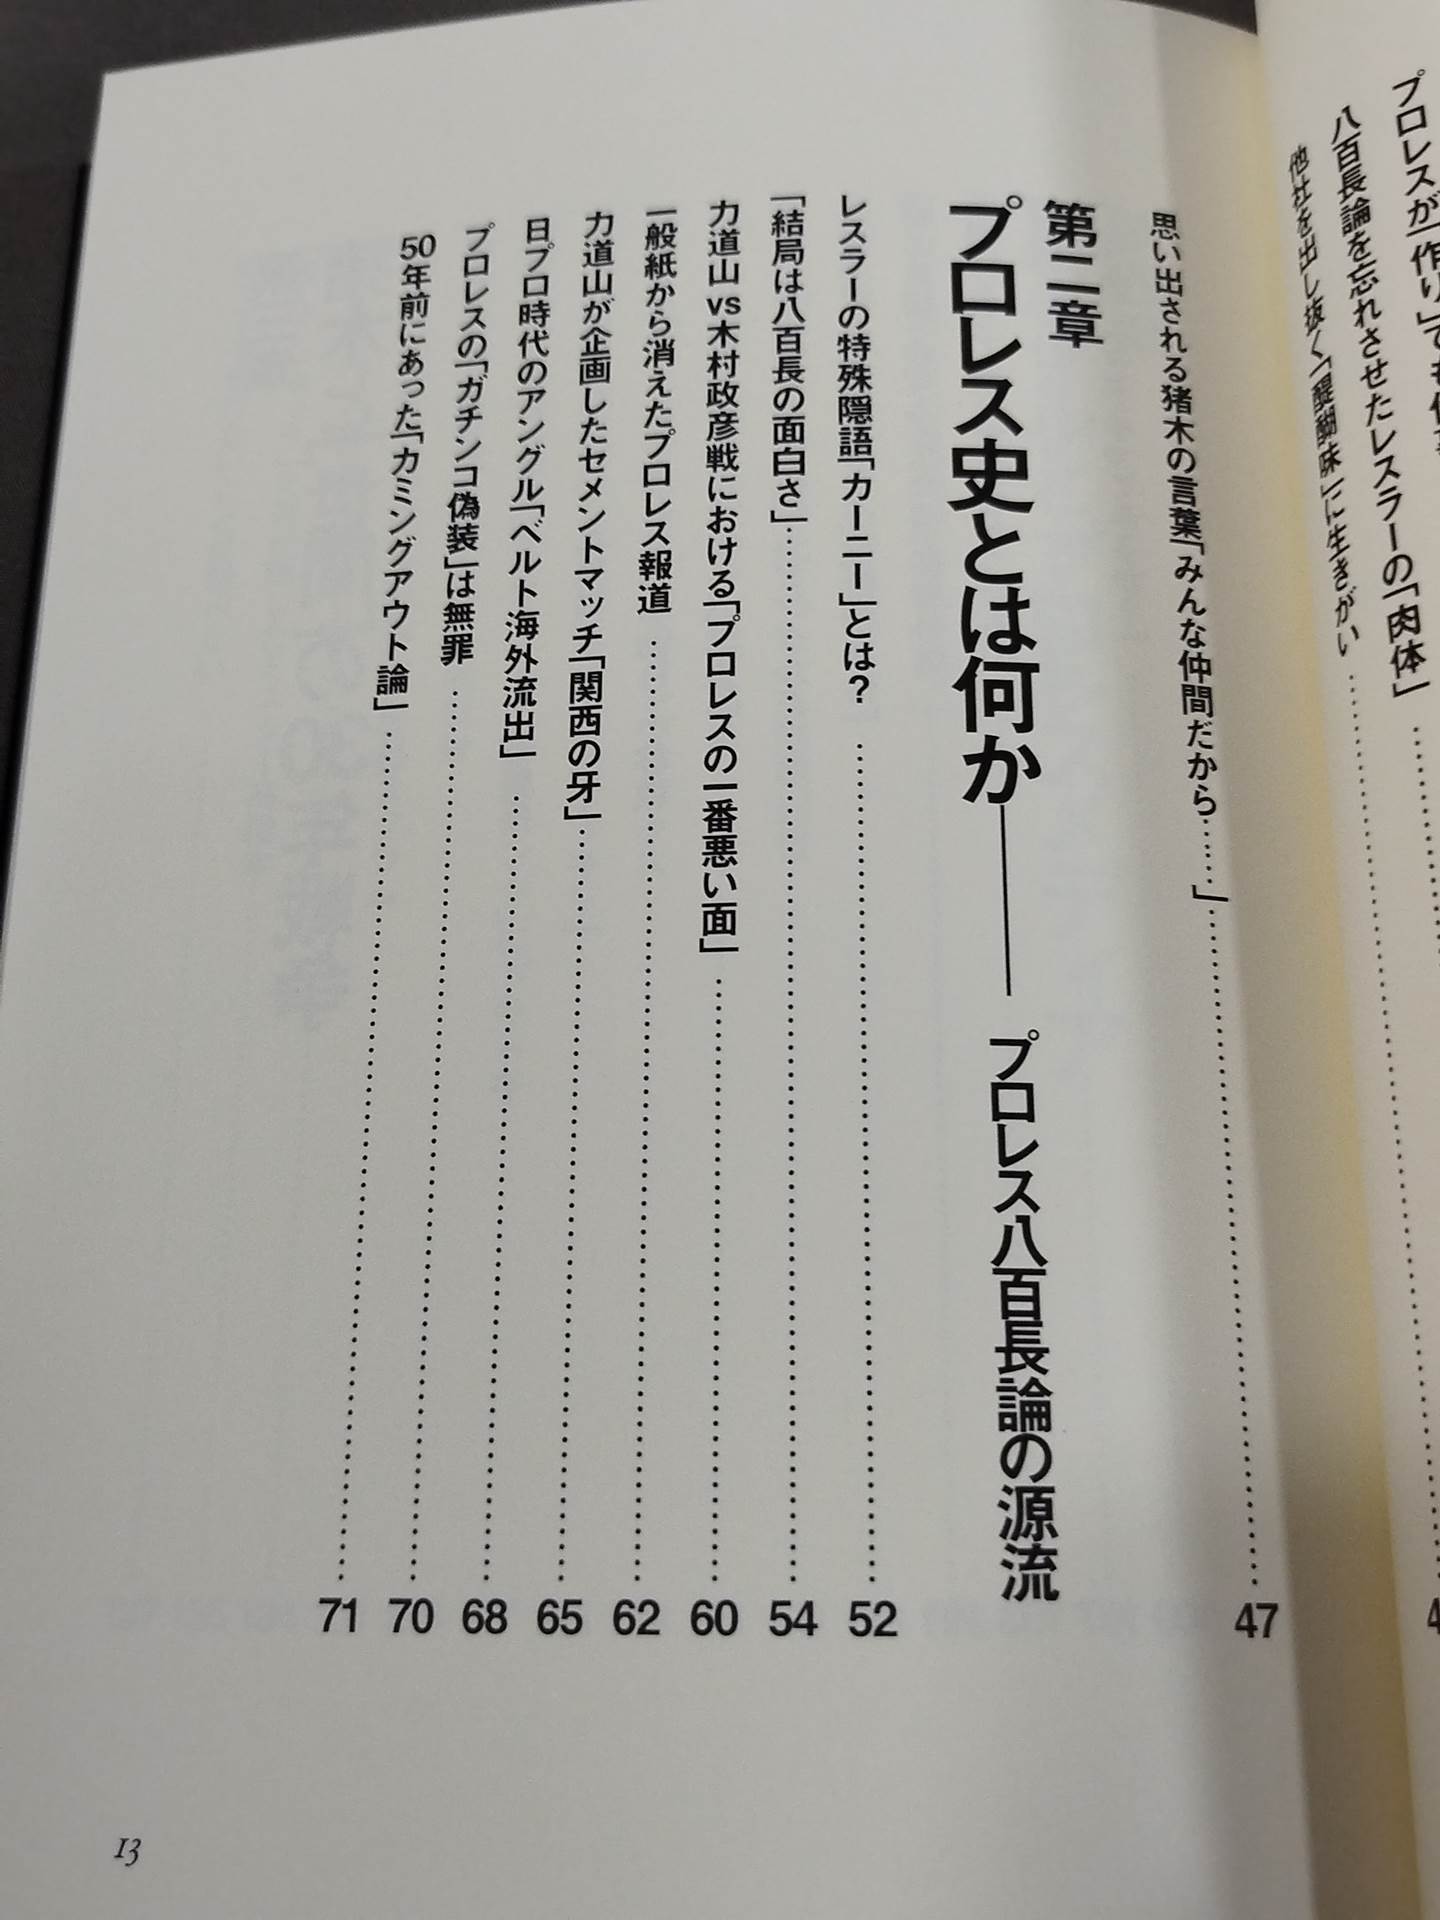 プロレスが「作り」でも
八百長論を忘れさせたレスラーの「肉体」
他社を出し抜く「醍醐味」に生きがい
思い出される猪木の言葉「みんな仲間だから……」 47
第二章
プロレス史とは何か―― プロレス八百長論の源流
レスラーの特殊隠語「カーニー」とは? 52
「結局は八百長の面白さ」 54
力道山vs木村政彦戦における「プロレスの一番悪い面」 60
一般紙から消えたプロレス報道 62
力道山が企画したセメントマッチ「関西の牙」 65
日プロ時代のアングル「ベルト海外流出」 68
プロレスの「ガチンコ偽装」は無罪 70
50年前にあった「カミングアウト論」 71
13